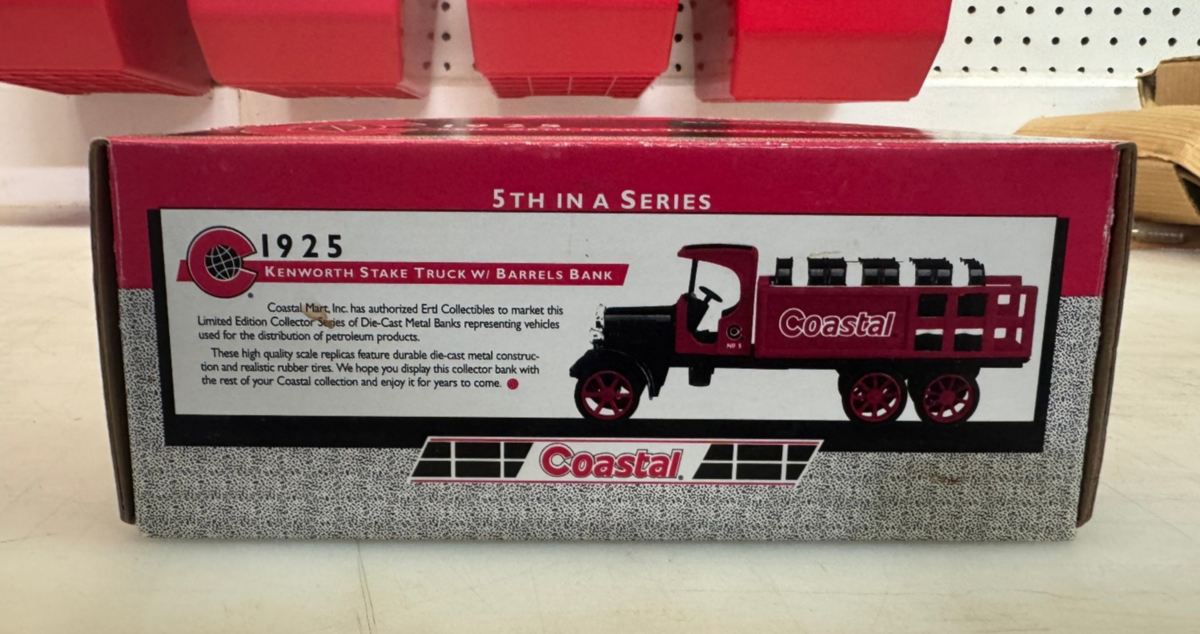 5TH IN A SERIES
1925
KENWORTH STAKE TRUCK W/ BARRELS BANK
Coastal Mart, Inc. has authorized Ertl Collectibles to market this
Limited Edition Collector Series of Die-Cast Metal Banks representing vehicles
used for the distribution of petroleum products.
These high quality scale replicas feature durable die-cast metal construc-
tion and realistic rubber tires. We hope you display this collector bank with
the rest of your Coastal collection and enjoy it for years to come.
Coastal
Nº 5
Coastal